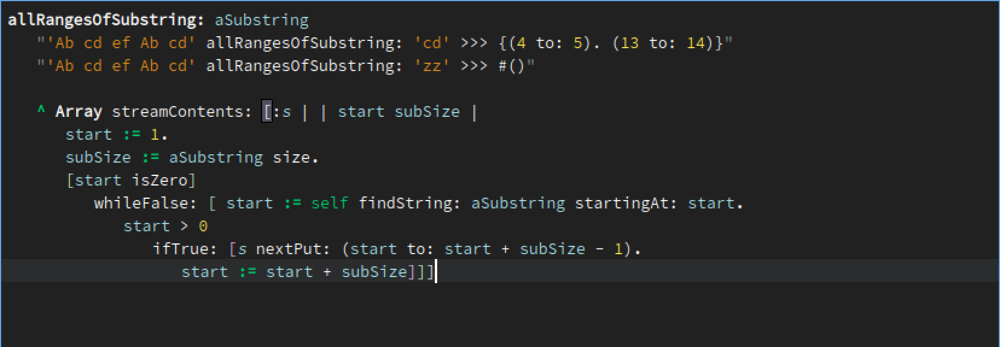 allRangesOfSubstring: aSubstring
"'Ab cd ef Ab cd' allRangesOfSubstring: 'cd' >>> {(4 to: 5). (13 to: 14)}"
"'Ab cd ef Ab cd' allRangesOfSubstring: 'zz' >>> #()"
^ Array streamContents: [:s | | start subSize |
start := 1.
subSize := aSubstring size.
[start isZero]
whileFalse: [ start := self findString: aSubstring startingAt: start.
start > 0
ifTrue: [s nextPut: (start to: start + subSize - 1).
start := start + subSize]]]